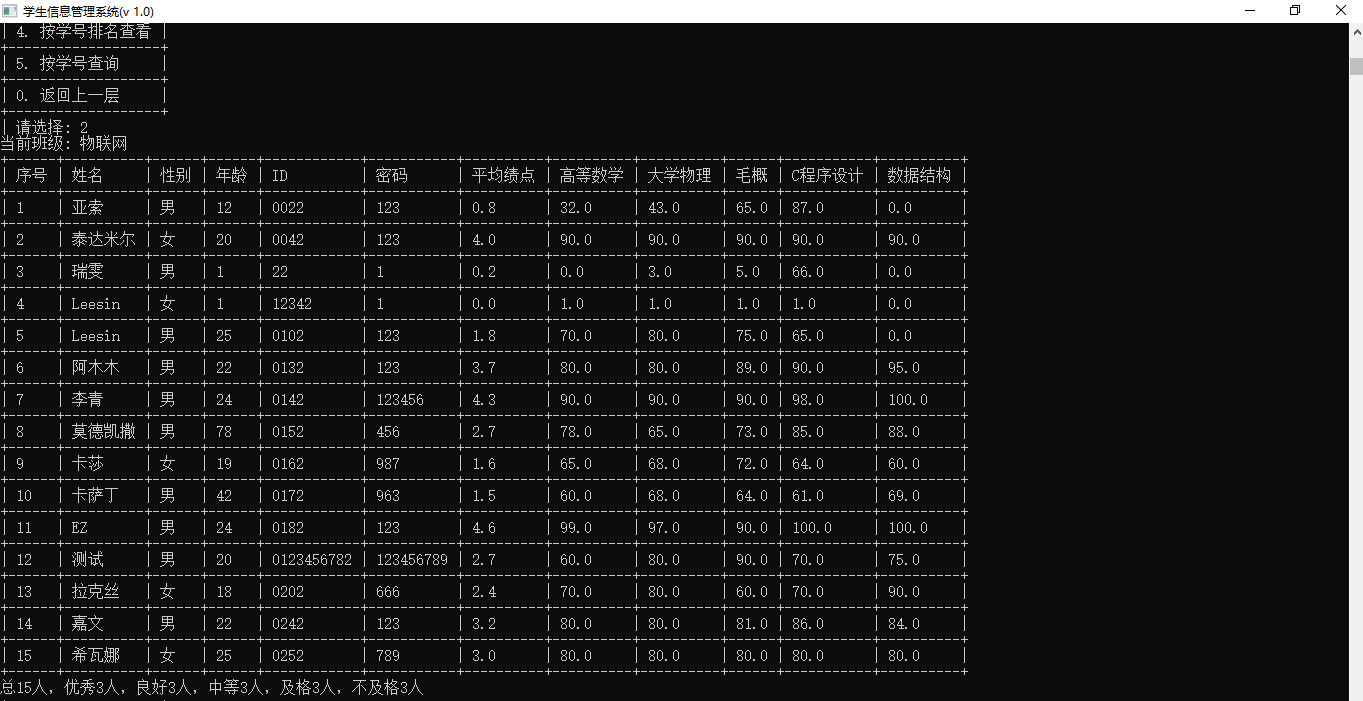 学生信息管理系统(v 1.0)
| 4. 按学号排名查看 |
+-------------------+
| 5. 按学号查询     |
+-------------------+
| 0. 返回上一层     |
+-------------------+
| 请选择: 2
当前班级: 物联网
| 序号 | 姓名 | 性别 | 年龄 | ID | 密码 | 平均绩点 | 高等数学 | 大学物理 | 毛概 | C程序设计 | 数据结构 |
| 1 | 亚索 | 男 | 12 | 0022 | 123 | 0.8 | 32.0 | 43.0 | 65.0 | 87.0 | 0.0 |
| 2 | 泰达米尔 | 女 | 20 | 0042 | 123 | 4.0 | 90.0 | 90.0 | 90.0 | 90.0 | 90.0 |
| 3 | 瑞雯 | 男 | 1 | 22 | 1 | 0.2 | 0.0 | 3.0 | 5.0 | 66.0 | 0.0 |
| 4 | Leesin | 女 | 1 | 12342 | 1 | 0.0 | 1.0 | 1.0 | 1.0 | 1.0 | 0.0 |
| 5 | Leesin | 男 | 25 | 0102 | 123 | 1.8 | 70.0 | 80.0 | 75.0 | 65.0 | 0.0 |
| 6 | 阿木木 | 男 | 22 | 0132 | 123 | 3.7 | 80.0 | 80.0 | 89.0 | 90.0 | 95.0 |
| 7 | 李青 | 男 | 24 | 0142 | 123456 | 4.3 | 90.0 | 90.0 | 90.0 | 98.0 | 100.0 |
| 8 | 莫德凯撒 | 男 | 78 | 0152 | 456 | 2.7 | 78.0 | 65.0 | 73.0 | 85.0 | 88.0 |
| 9 | 卡莎 | 女 | 19 | 0162 | 987 | 1.6 | 65.0 | 68.0 | 72.0 | 64.0 | 60.0 |
| 10 | 卡萨丁 | 男 | 42 | 0172 | 963 | 1.5 | 60.0 | 68.0 | 64.0 | 61.0 | 69.0 |
| 11 | EZ | 男 | 24 | 0182 | 123 | 4.6 | 99.0 | 97.0 | 90.0 | 100.0 | 100.0 |
| 12 | 测试 | 男 | 20 | 0123456782 | 123456789 | 2.7 | 60.0 | 80.0 | 90.0 | 70.0 | 75.0 |
| 13 | 拉克丝 | 女 | 18 | 0202 | 666 | 2.4 | 70.0 | 80.0 | 60.0 | 70.0 | 90.0 |
| 14 | 嘉文 | 男 | 22 | 0242 | 123 | 3.2 | 80.0 | 80.0 | 81.0 | 86.0 | 84.0 |
| 15 | 希瓦娜 | 女 | 25 | 0252 | 789 | 3.0 | 80.0 | 80.0 | 80.0 | 80.0 | 80.0 |
总15人, 优秀3人, 良好3人, 中等3人, 及格3人, 不及格3人